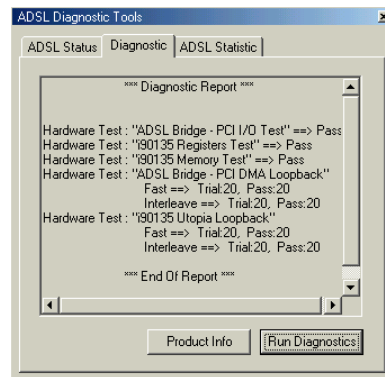 ADSL Diagnostic Tools
ADSL Status Diagnostic ADSL Statistic
*** Diagnostic Report ***
Hardware Test : "ADSL Bridge - PCI I/O Test" ==> Pass
Hardware Test : "i90135 Registers Test" ==> Pass
Hardware Test : "i90135 Memory Test" ==> Pass
Hardware Test : "ADSL Bridge - PCI DMA Loopback"
Fast ==> Trial:20, Pass:20
Interleave ==> Trial:20, Pass:20
Hardware Test : "i90135 Utopia Loopback"
Fast ==> Trial:20, Pass:20
Interleave ==> Trial:20, Pass:20
*** End Of Report ***
Product Info Run Diagnostics